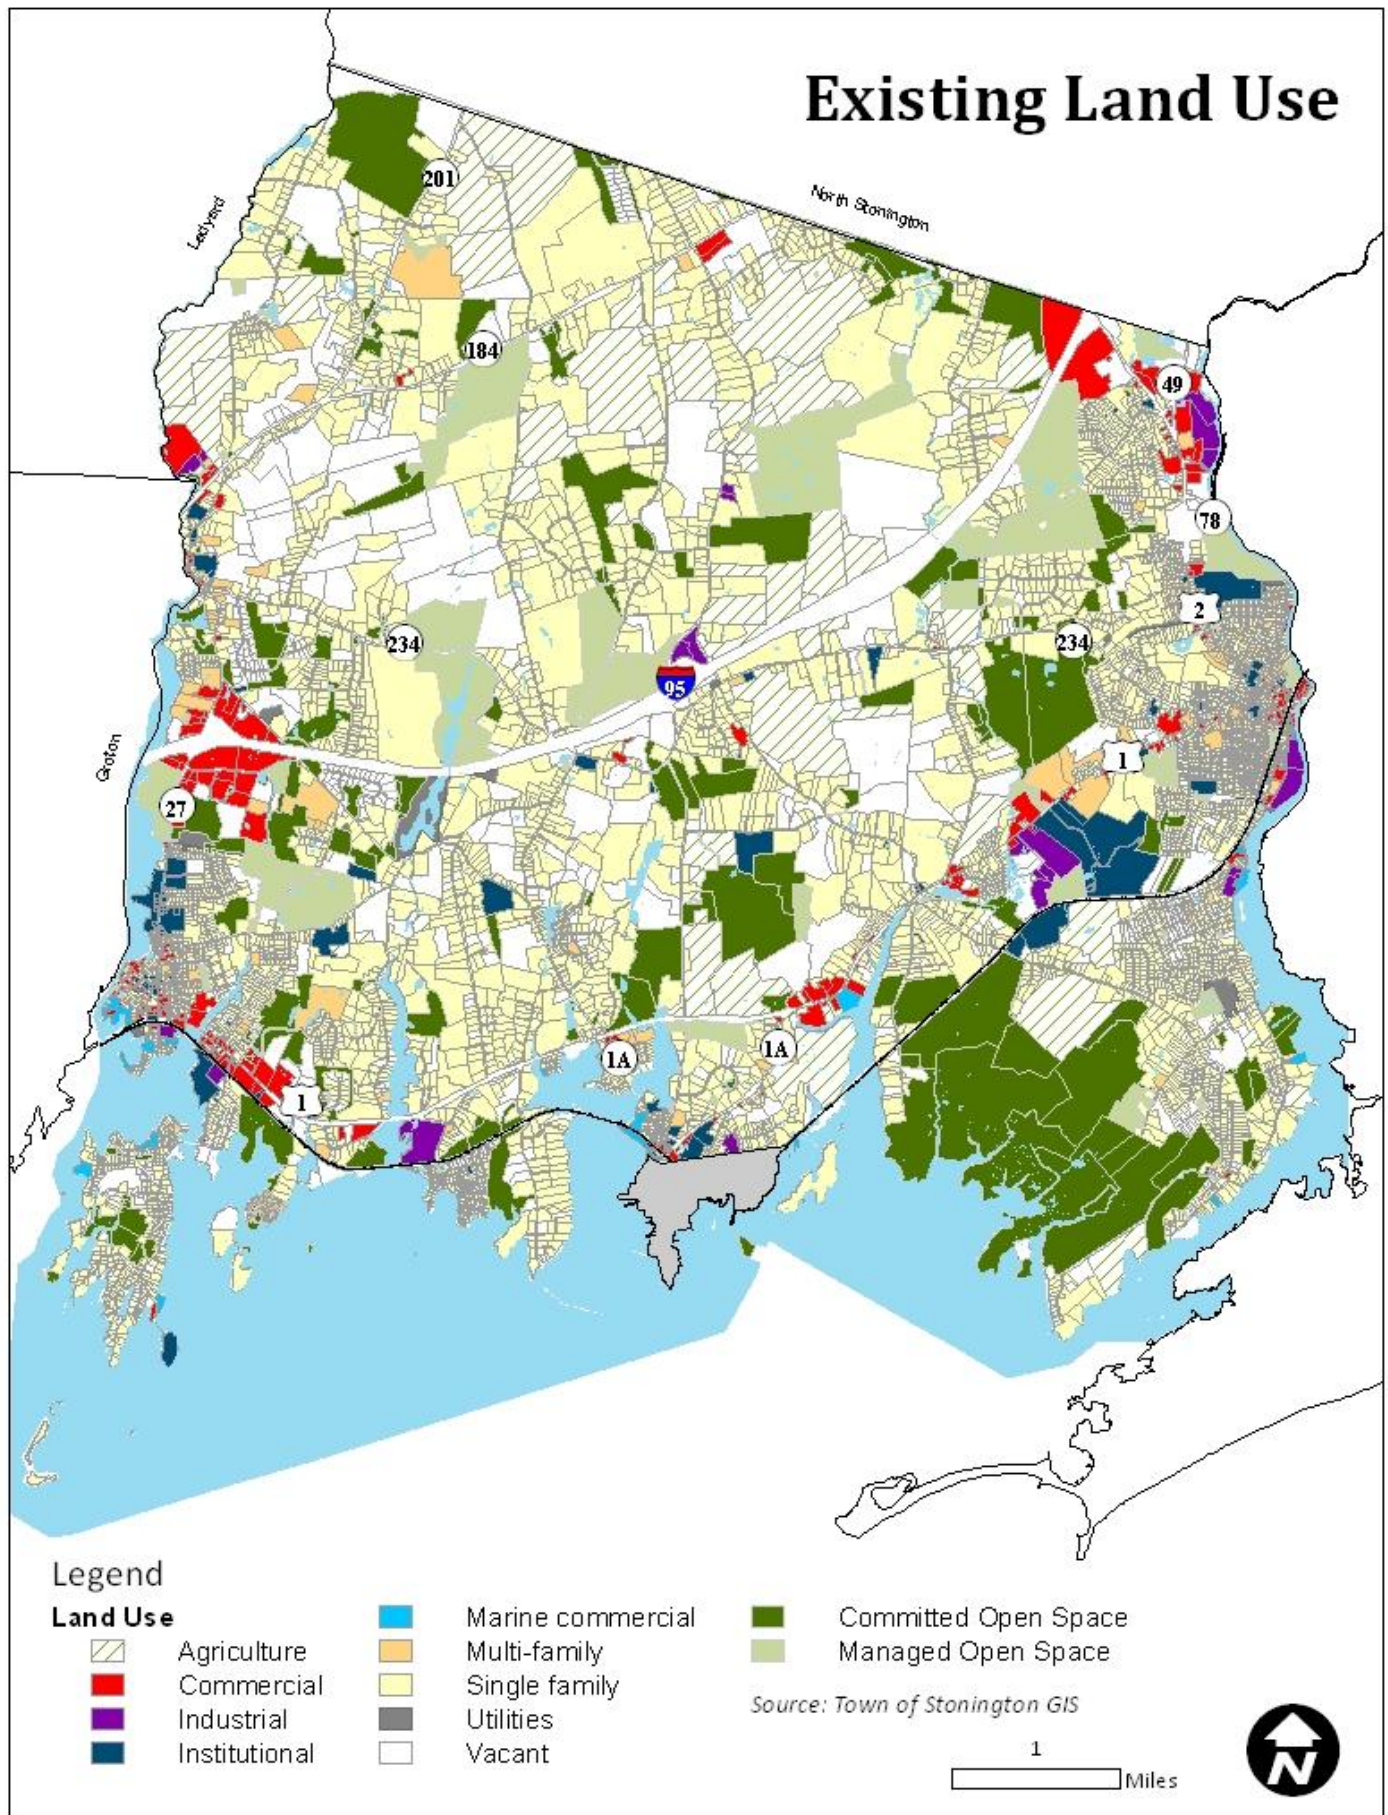 Existing Land Use
North Stonington
Ledyard
201
184
49
78
2
234
234
95
1
Groton
27
1A
1A
1
Legend
Land Use
Agriculture
Commercial
Industrial
Institutional
Marine commercial
Multi-family
Single family
Utilities
Vacant
Committed Open Space
Managed Open Space
Source: Town of Stonington GIS
1
Miles
N